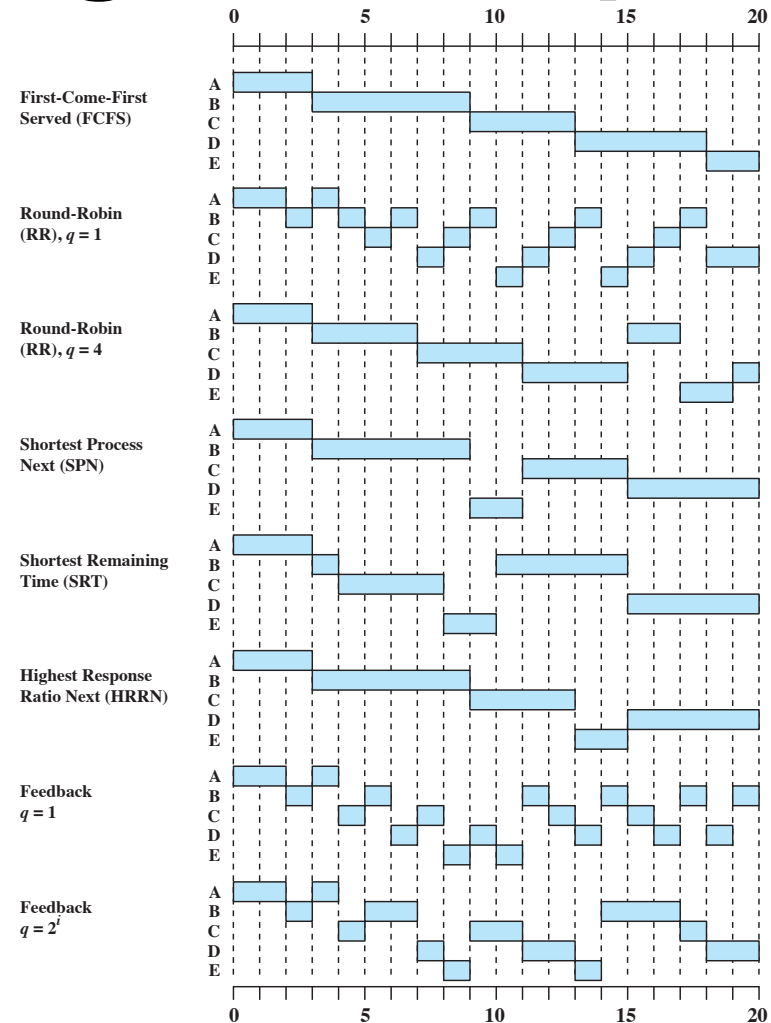 0 5 10 15 20
First-Come-First
Served (FCFS)
A
B
C
D
E
Round-Robin
(RR), q = 1
A
B
C
D
E
Round-Robin
(RR), q = 4
A
B
C
D
E
Shortest Process
Next (SPN)
A
B
C
D
E
Shortest Remaining
Time (SRT)
A
B
C
D
E
Highest Response
Ratio Next (HRRN)
A
B
C
D
E
Feedback
q = 1
A
B
C
D
E
Feedback
q = 2^i
A
B
C
D
E
0 5 10 15 20